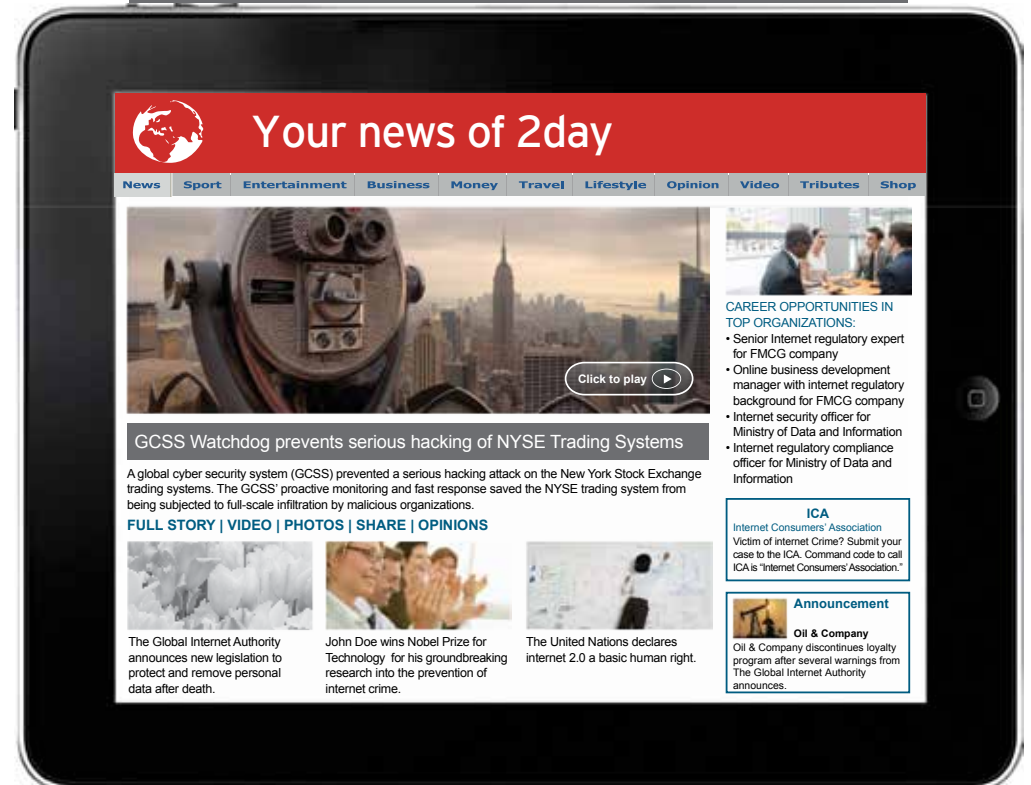 Your news of 2day
News Sport Entertainment Business Money Travel Lifestyle Opinion Video Tributes Shop
Click to play
GCSS Watchdog prevents serious hacking of NYSE Trading Systems
A global cyber security system (GCSS) prevented a serious hacking attack on the New York Stock Exchange
trading systems. The GCSS' proactive monitoring and fast response saved the NYSE trading system from
being subjected to full-scale infiltration by malicious organizations.
FULL STORY | VIDEO | PHOTOS | SHARE | OPINIONS
The Global Internet Authority
announces new legislation to
protect and remove personal
data after death.
John Doe wins Nobel Prize for
Technology for his groundbreaking
research into the prevention of
internet crime.
The United Nations declares
internet 2.0 a basic human right.
CAREER OPPORTUNITIES IN
TOP ORGANIZATIONS:
• Senior Internet regulatory expert
for FMCG company
• Online business development
manager with internet regulatory
background for FMCG company
• Internet security officer for
Ministry of Data and Information
• Internet regulatory compliance
officer for Ministry of Data and
Information
ICA
Internet Consumers' Association
Victim of internet Crime? Submit your
case to the ICA. Command code to call
ICA is “Internet Consumers' Association.”
Announcement
Oil & Company
Oil & Company discontinues loyalty
program after several warnings from
The Global Internet Authority
announces.